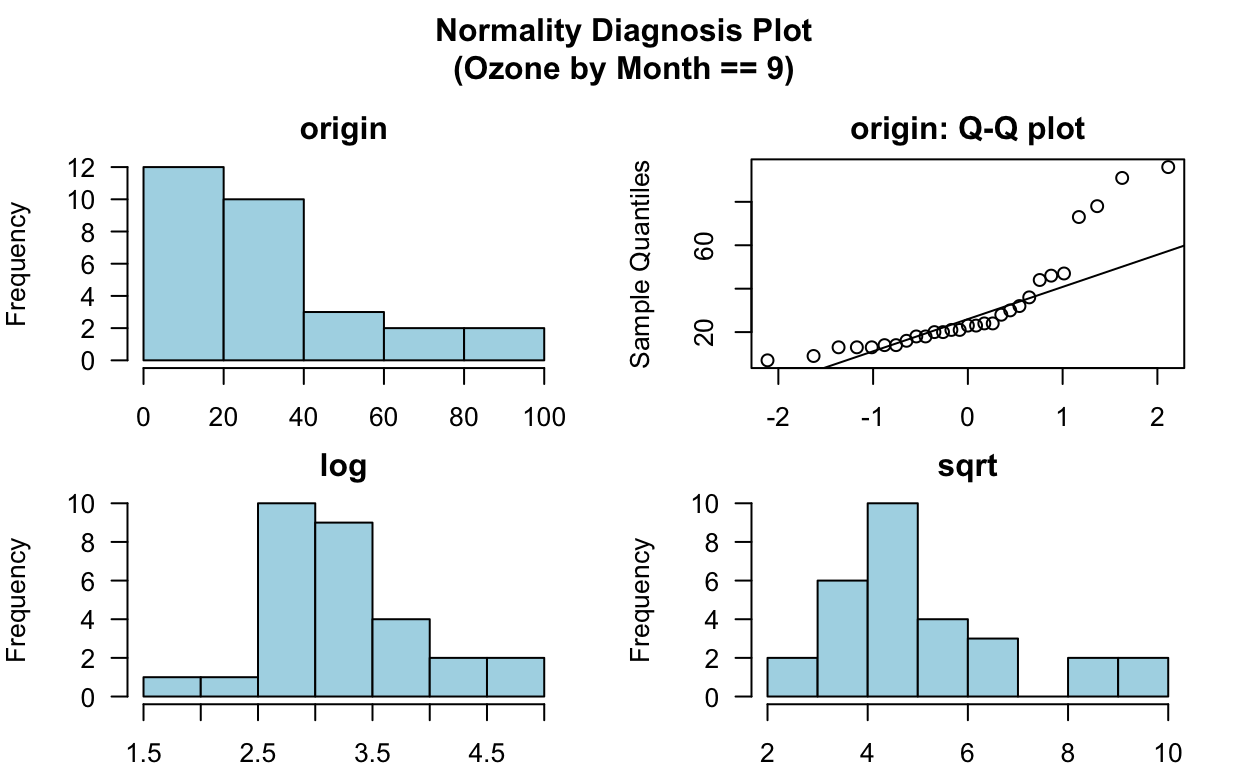 Normality Diagnosis Plot
(Ozone by Month == 9)
origin
Frequency
12
10
8
6
4
2
0
0 20 40 60 80 100
origin: Q-Q plot
Sample Quantiles
60
20
-2 -1 0 1 2
log
Frequency
10
8
6
4
2
0
1.5 2.5 3.5 4.5
sqrt
Frequency
10
8
6
4
2
0
2 4 6 8 10